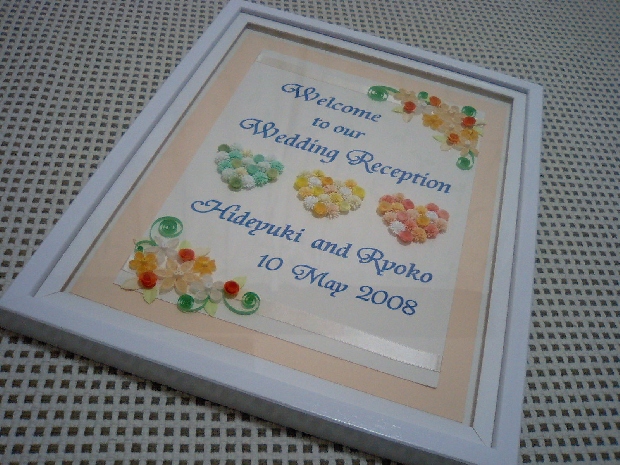 Welcome
to our
Wedding Reception
Hideyuki and Ryoko
10 May 2008